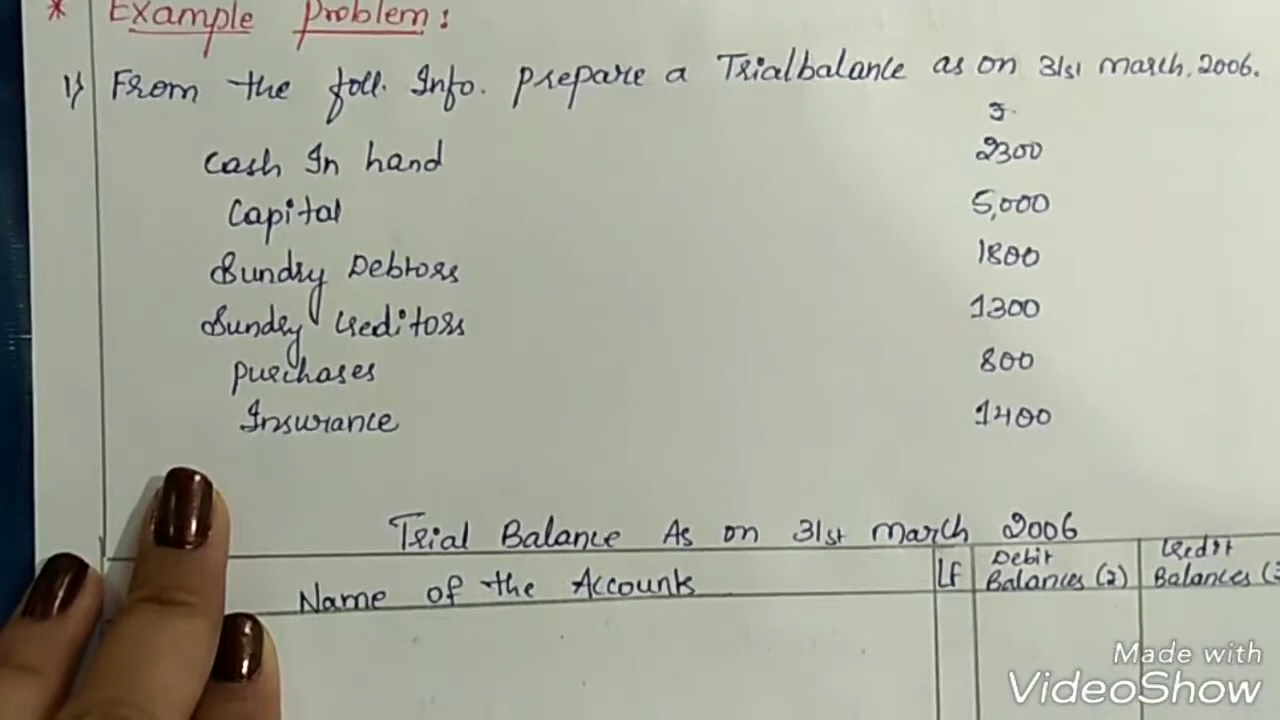 * Example Problem:
1) From the foll. Info. prepare a Trialbalance as on 31st march. 2006.
₹
Cash In hand 2300
Capital 5,000
Sundry Debtors 1800
Sundry Creditors 1300
purchases 800
Insurance 1400
Trial Balance As on 31st march 2006
Name of the Accounts LF Debit Balances (₹) Credit Balances (₹
Made with
VideoShow